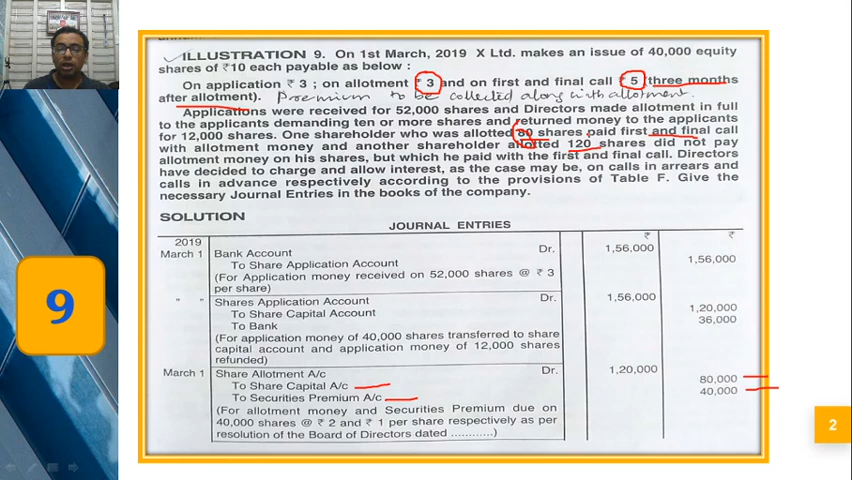 ILLUSTRATION 9. On 1st March, 2019 X Ltd. makes an issue of 40,000 equity
shares of ₹10 each payable as below :
On application ₹ 3 ; on allotment ₹ 3 and on first and final call ₹ 5 three months
after allotment). Premium to be collected along with allotment.
Applications were received for 52,000 shares and Directors made allotment in full
to the applicants demanding ten or more shares and returned money to the applicants
for 12,000 shares. One shareholder who was allotted 80 shares paid first and final call
with allotment money and another shareholder allotted 120 shares did not pay
allotment money on his shares, but which he paid with the first and final call. Directors
have decided to charge and allow interest, as the case may be, on calls in arrears and
calls in advance respectively according to the provisions of Table F. Give the
necessary Journal Entries in the books of the company.
SOLUTION
JOURNAL ENTRIES
2019 ₹ ₹
March 1 Bank Account Dr. 1,56,000
To Share Application Account 1,56,000
(For Application money received on 52,000 shares @ ₹ 3
per share)
" " Shares Application Account Dr. 1,56,000
To Share Capital Account 1,20,000
To Bank 36,000
(For application money of 40,000 shares transferred to share
capital account and application money of 12,000 shares
refunded)
March 1 Share Allotment A/c Dr. 1,20,000
To Share Capital A/c 80,000
To Securities Premium A/c 40,000
(For allotment money and Securities Premium due on
40,000 shares @ ₹ 2 and ₹ 1 per share respectively as per
resolution of the Board of Directors dated ............)
9
2